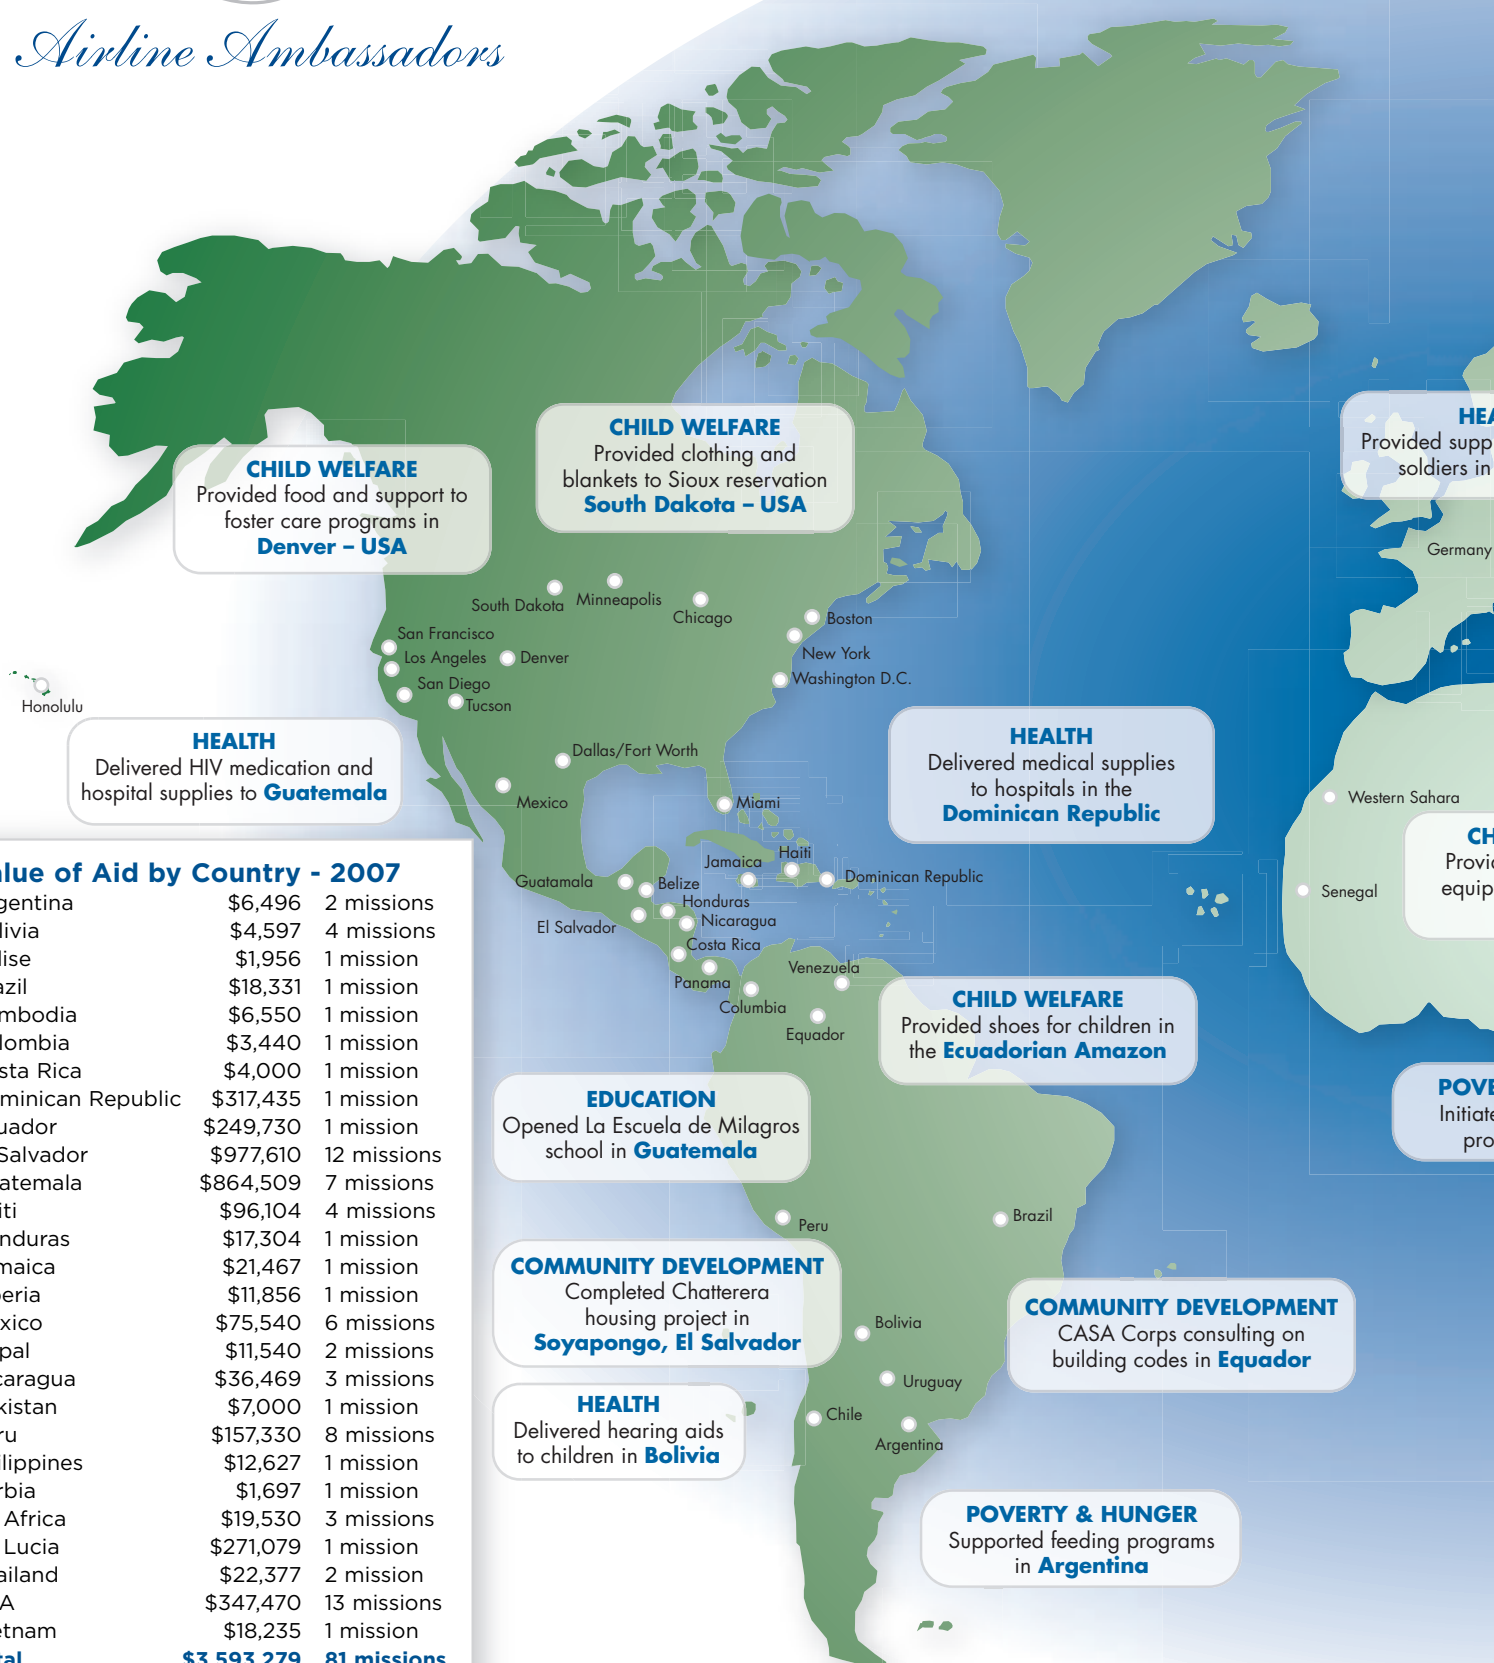 Airline Ambassadors
CHILD WELFARE
Provided food and support to
foster care programs in
Denver – USA
CHILD WELFARE
Provided clothing and
blankets to Sioux reservation
South Dakota – USA
Provided
soldiers in
Germany
South Dakota
Minneapolis
Chicago
Boston
New York
Washington D.C.
San Francisco
Los Angeles
Denver
San Diego
Tucson
Honolulu
HEALTH
Delivered HIV medication and
hospital supplies to Guatemala
Dallas/Fort Worth
Mexico
Miami
HEALTH
Delivered medical supplies
to hospitals in the
Dominican Republic
Western Sahara
Senegal
Guatamala
Belize
Jamaica
Haiti
Dominican Republic
Honduras
El Salvador
Nicaragua
Costa Rica
Panama
Columbia
Venezuela
Equador
CHILD WELFARE
Provided shoes for children in
the Ecuadorian Amazon
EDUCATION
Opened La Escuela de Milagros
school in Guatemala
Peru
Brazil
COMMUNITY DEVELOPMENT
Completed Chatterera
housing project in
Soyapongo, El Salvador
COMMUNITY DEVELOPMENT
CASA Corps consulting on
building codes in Equador
Bolivia
Uruguay
Chile
Argentina
HEALTH
Delivered hearing aids
to children in Bolivia
POVERTY & HUNGER
Supported feeding programs
in Argentina
of Aid by Country - 2007
gentina $6,496 2 missions
livia $4,597 4 missions
lise $1,956 1 mission
azil $18,331 1 mission
mbodia $6,550 1 mission
lombia $3,440 1 mission
sta Rica $4,000 1 mission
minican Republic $317,435 1 mission
uador $249,730 1 mission
Salvador $977,610 12 missions
atemala $864,509 7 missions
iti $96,104 4 missions
nduras $17,304 1 mission
maica $21,467 1 mission
eria $11,856 1 mission
xico $75,540 6 missions
pal $11,540 2 missions
caragua $36,469 3 missions
kistan $7,000 1 mission
ru $157,330 8 missions
ilippines $12,627 1 mission
rbia $1,697 1 mission
Africa $19,530 3 missions
Lucia $271,079 1 mission
ailand $22,377 2 mission
A $347,470 13 missions
etnam $18,235 1 mission
tal $3,593,279 81 missions